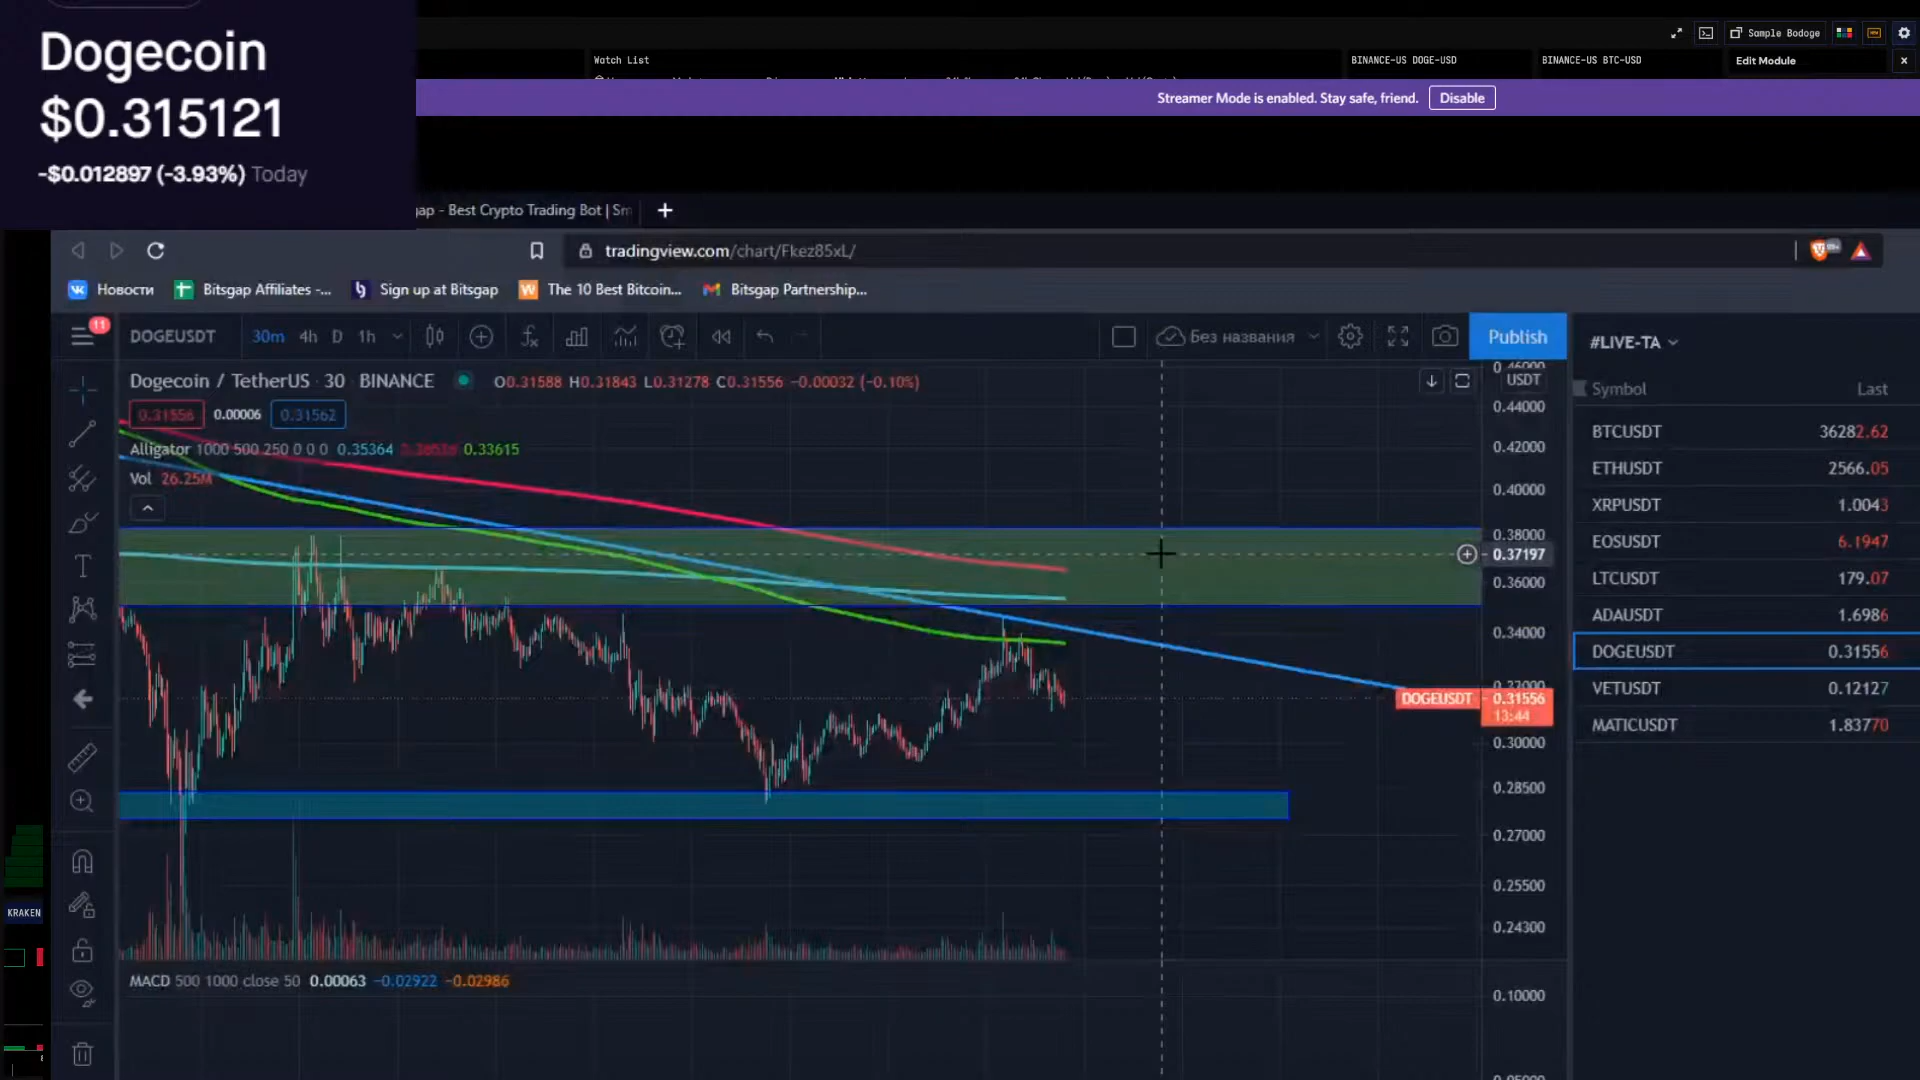 Dogecoin
$0.315121
-$0.012897 (-3.93%) Today
Sample Bodoge
Watch List
BINANCE-US DOGE-USD
BINANCE-US BTC-USD
Edit Module
Streamer Mode is enabled. Stay safe, friend. Disable
gap - Best Crypto Trading Bot | Sm
tradingview.com/chart/Fkez85xL/
Новости
Bitsgap Affiliates -...
Sign up at Bitsgap
The 10 Best Bitcoin...
Bitsgap Partnership...
11
DOGEUSDT 30m 4h D 1h
Без названия
Publish
#LIVE-TA
Dogecoin / TetherUS · 30 · BINANCE
O0.31588 H0.31843 L0.31278 C0.31556 −0.00032 (−0.10%)
USDT
0.31556 0.00006 0.31562
Alligator 1000 500 250 0 0 0 0.35364 0.33615
Vol 26.25M
0.46000
0.44000
0.42000
0.40000
0.38000
0.37197
0.36000
0.34000
0.32000
DOGEUSDT 0.31556
13:44
0.30000
0.28500
0.27000
0.25500
0.24300
MACD 500 1000 close 50 0.00063 −0.02922 −0.02986
0.10000
Symbol Last
BTCUSDT 36282.62
ETHUSDT 2566.05
XRPUSDT 1.0043
EOSUSDT 6.1947
LTCUSDT 179.07
ADAUSDT 1.6986
DOGEUSDT 0.31556
VETUSDT 0.12127
MATICUSDT 1.83770
KRAKEN